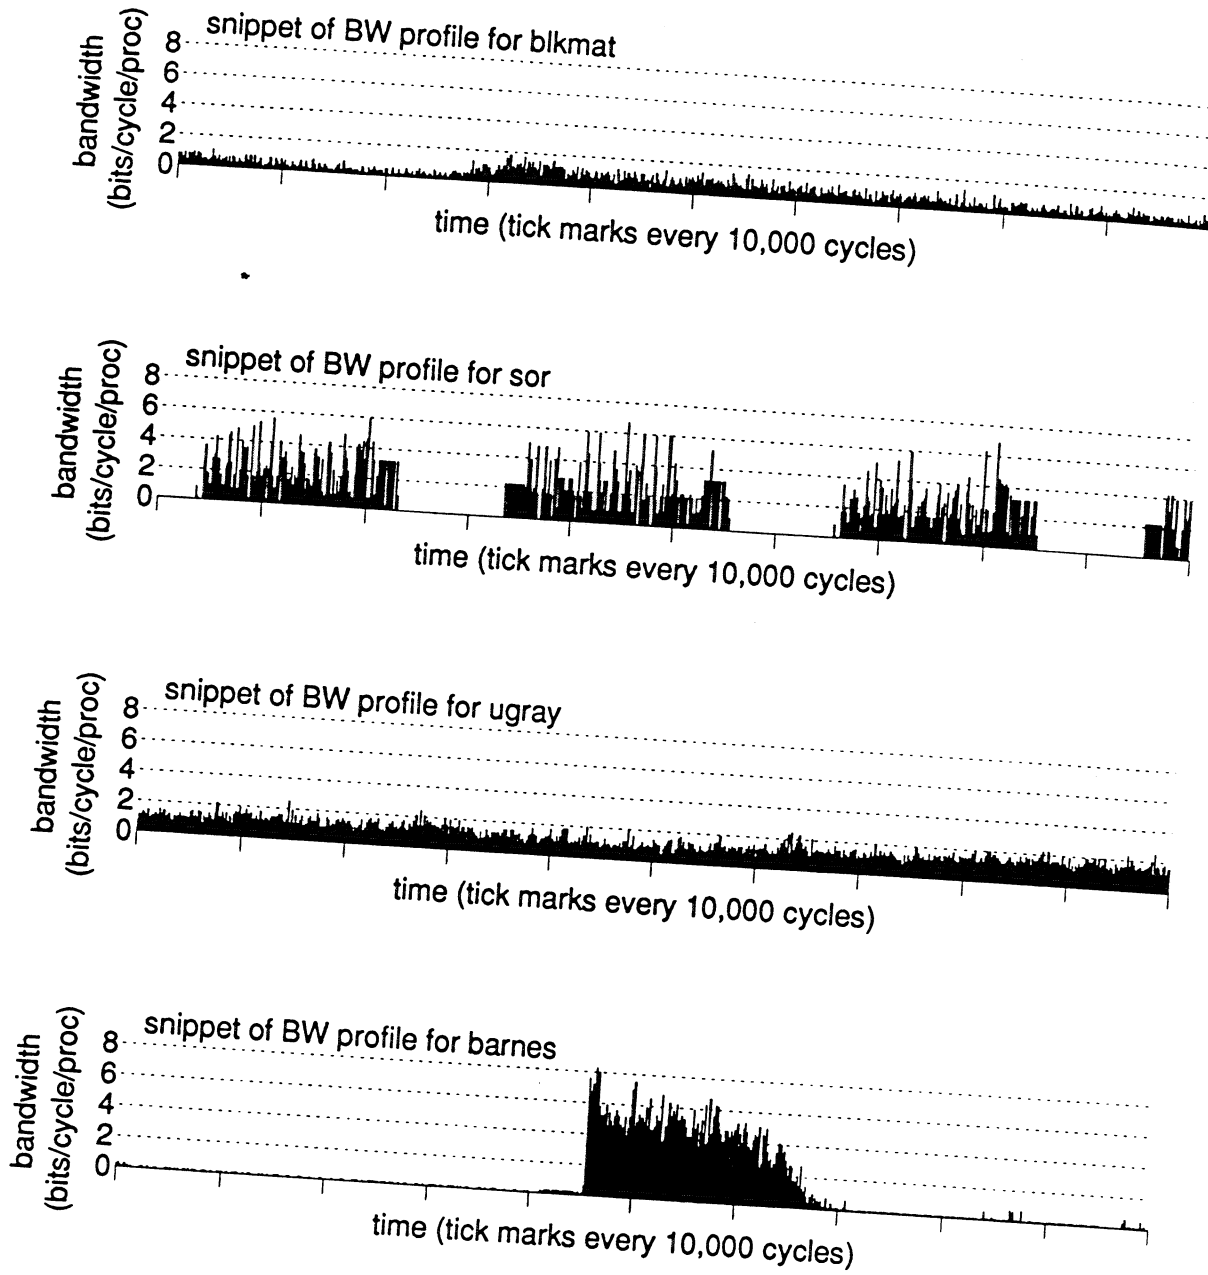 snippet of BW profile for blkmat
bandwidth
(bits/cycle/proc)
8
6
4
2
0
time (tick marks every 10,000 cycles)
snippet of BW profile for sor
bandwidth
(bits/cycle/proc)
8
6
4
2
0
time (tick marks every 10,000 cycles)
snippet of BW profile for ugray
bandwidth
(bits/cycle/proc)
8
6
4
2
0
time (tick marks every 10,000 cycles)
snippet of BW profile for barnes
bandwidth
(bits/cycle/proc)
8
6
4
2
0
time (tick marks every 10,000 cycles)